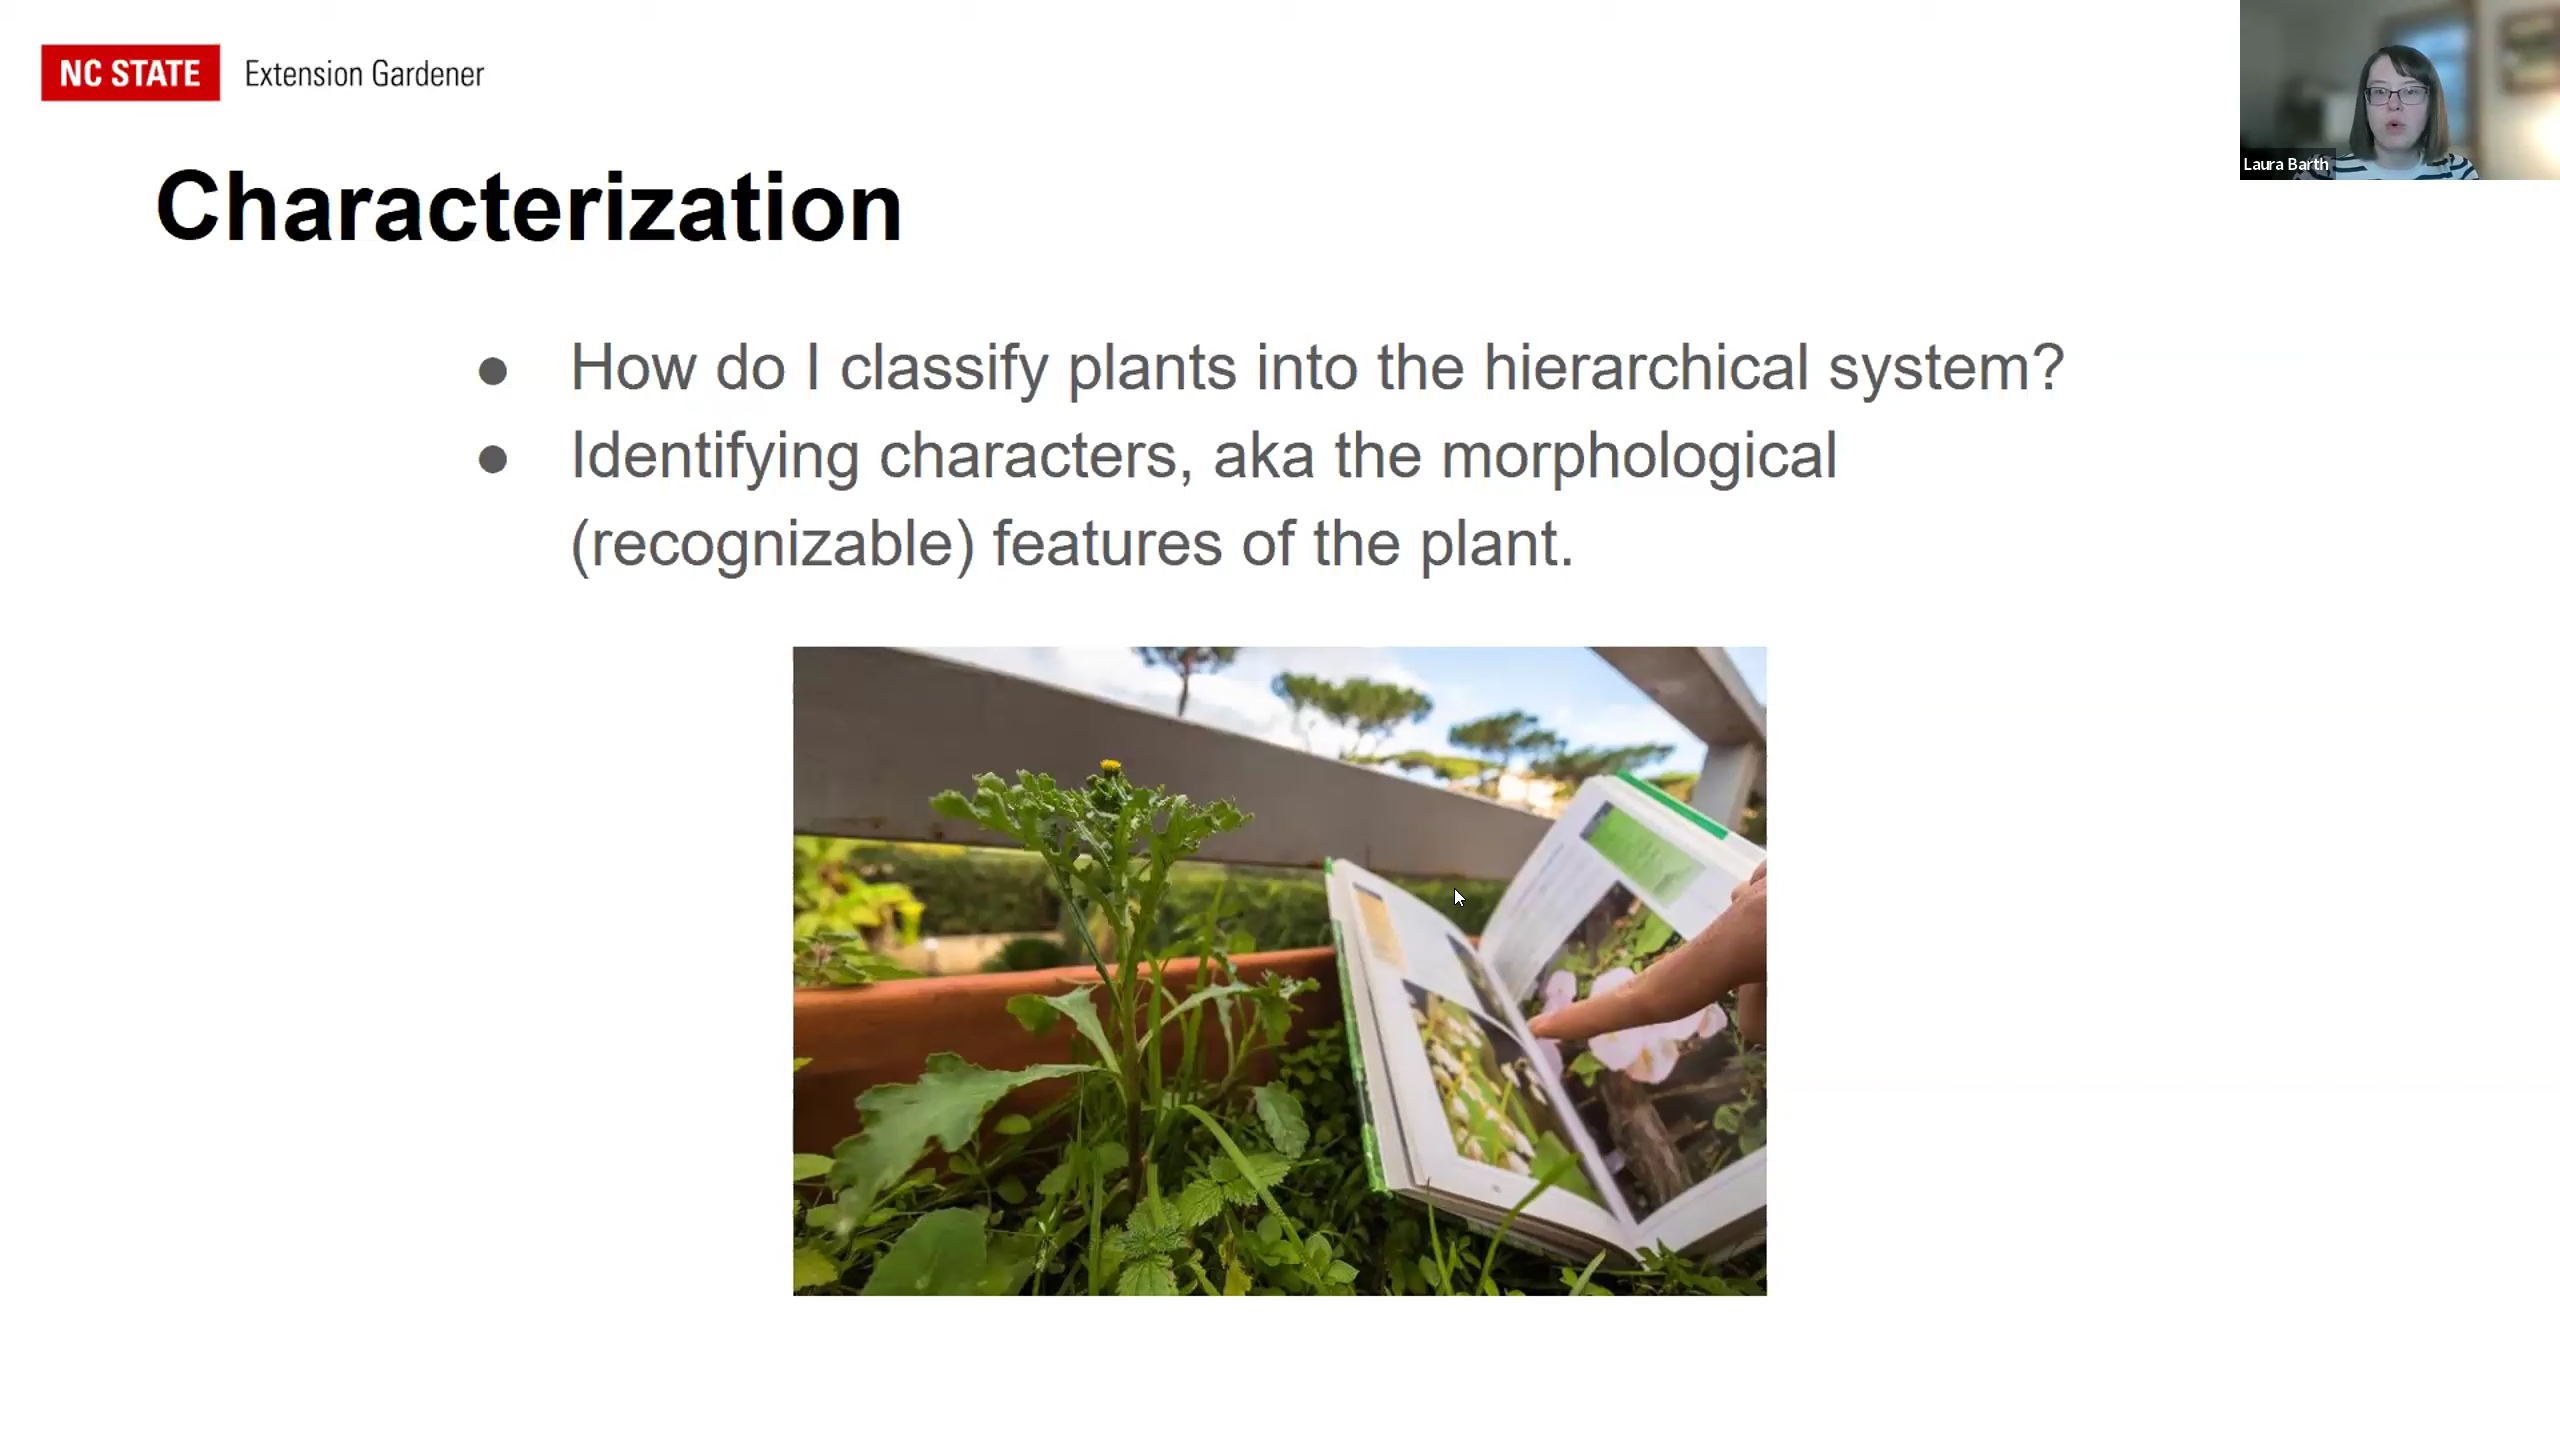 NC STATE Extension Gardener
Laura Barth
Characterization
● How do I classify plants into the hierarchical system?
● Identifying characters, aka the morphological
(recognizable) features of the plant.